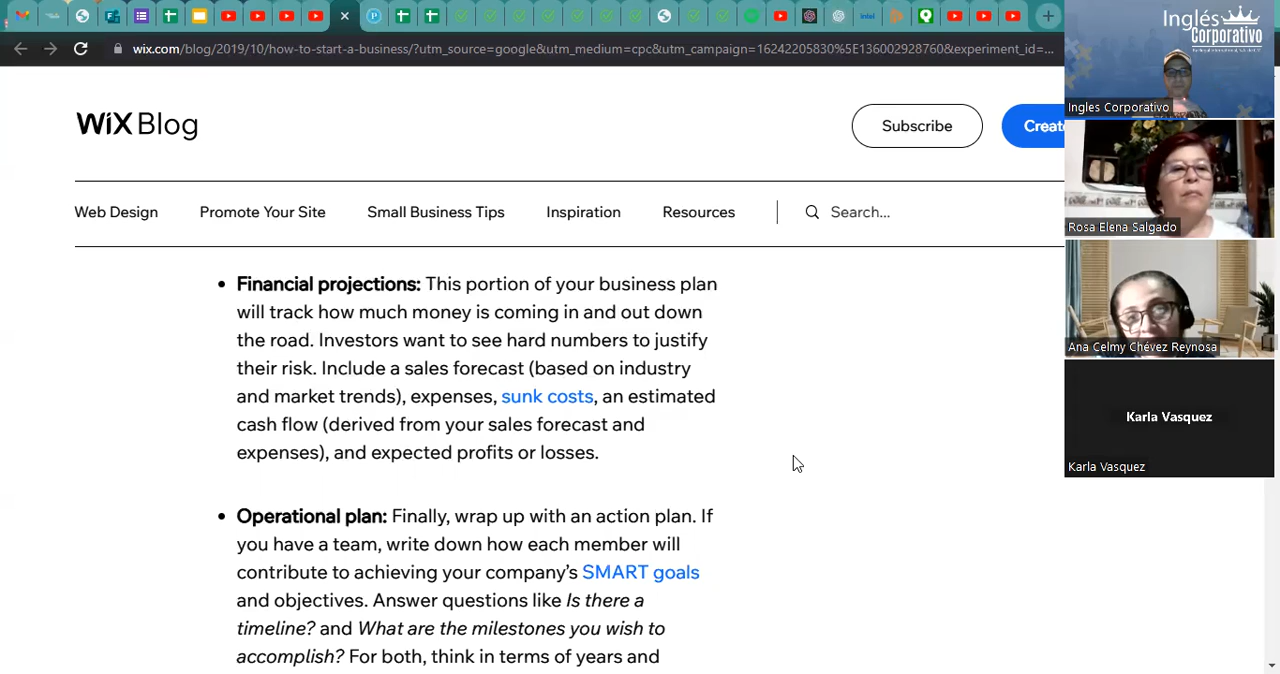 wix.com/blog/2019/10/how-to-start-a-business/?utm_source=google&utm_medium=cpc&utm_campaign=16242205830%5E136002928760&experiment_id=...
WiX Blog
Subscribe
Create
Web Design
Promote Your Site
Small Business Tips
Inspiration
Resources
Search...
• Financial projections: This portion of your business plan
will track how much money is coming in and out down
the road. Investors want to see hard numbers to justify
their risk. Include a sales forecast (based on industry
and market trends), expenses, sunk costs, an estimated
cash flow (derived from your sales forecast and
expenses), and expected profits or losses.
• Operational plan: Finally, wrap up with an action plan. If
you have a team, write down how each member will
contribute to achieving your company’s SMART goals
and objectives. Answer questions like Is there a
timeline? and What are the milestones you wish to
accomplish? For both, think in terms of years and
Inglés
Corporativo
Ingles Corporativo
Rosa Elena Salgado
Ana Celmy Chévez Reynosa
Karla Vasquez
Karla Vasquez